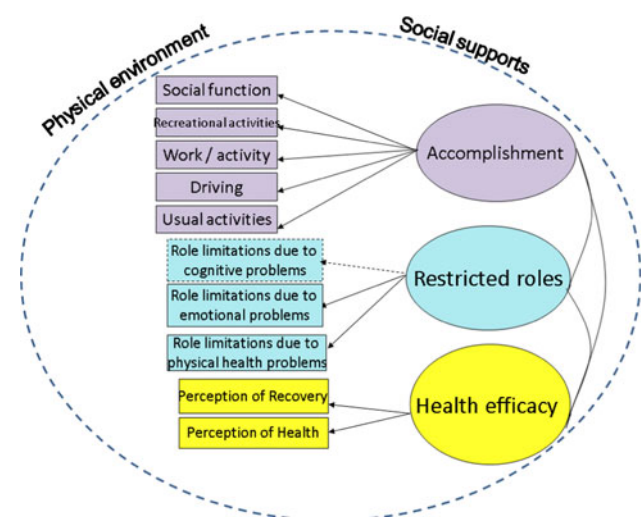 Physical environment
Social supports
Social function
Recreational activities
Work / activity
Driving
Usual activities
Accomplishment
Role limitations due to
cognitive problems
Role limitations due to
emotional problems
Role limitations due to
physical health problems
Restricted roles
Perception of Recovery
Perception of Health
Health efficacy